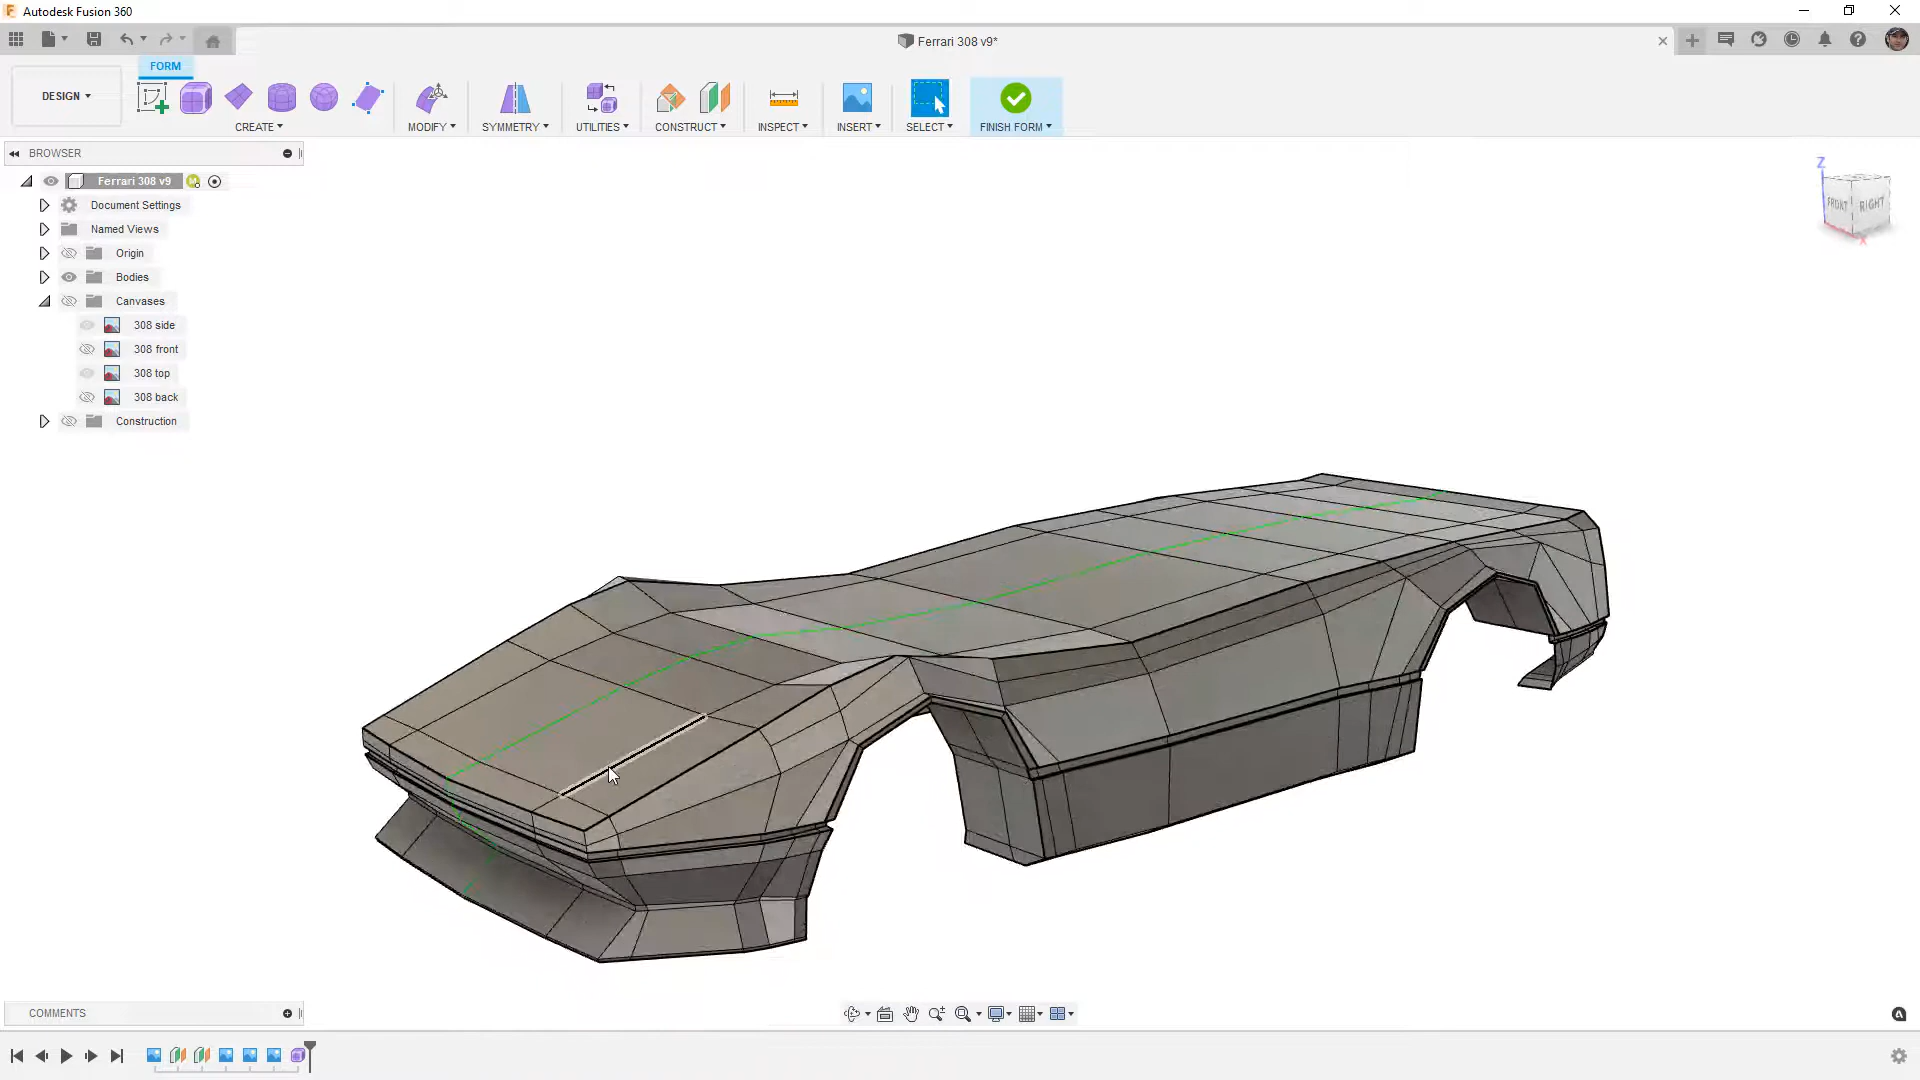 Autodesk Fusion 360
Ferrari 308 v9*
FORM
DESIGN
CREATE
MODIFY
SYMMETRY
UTILITIES
CONSTRUCT
INSPECT
INSERT
SELECT
FINISH FORM
BROWSER
Ferrari 308 v9
Document Settings
Named Views
Origin
Bodies
Canvases
308 side
308 front
308 top
308 back
Construction
Z
FRONT
RIGHT
X
COMMENTS